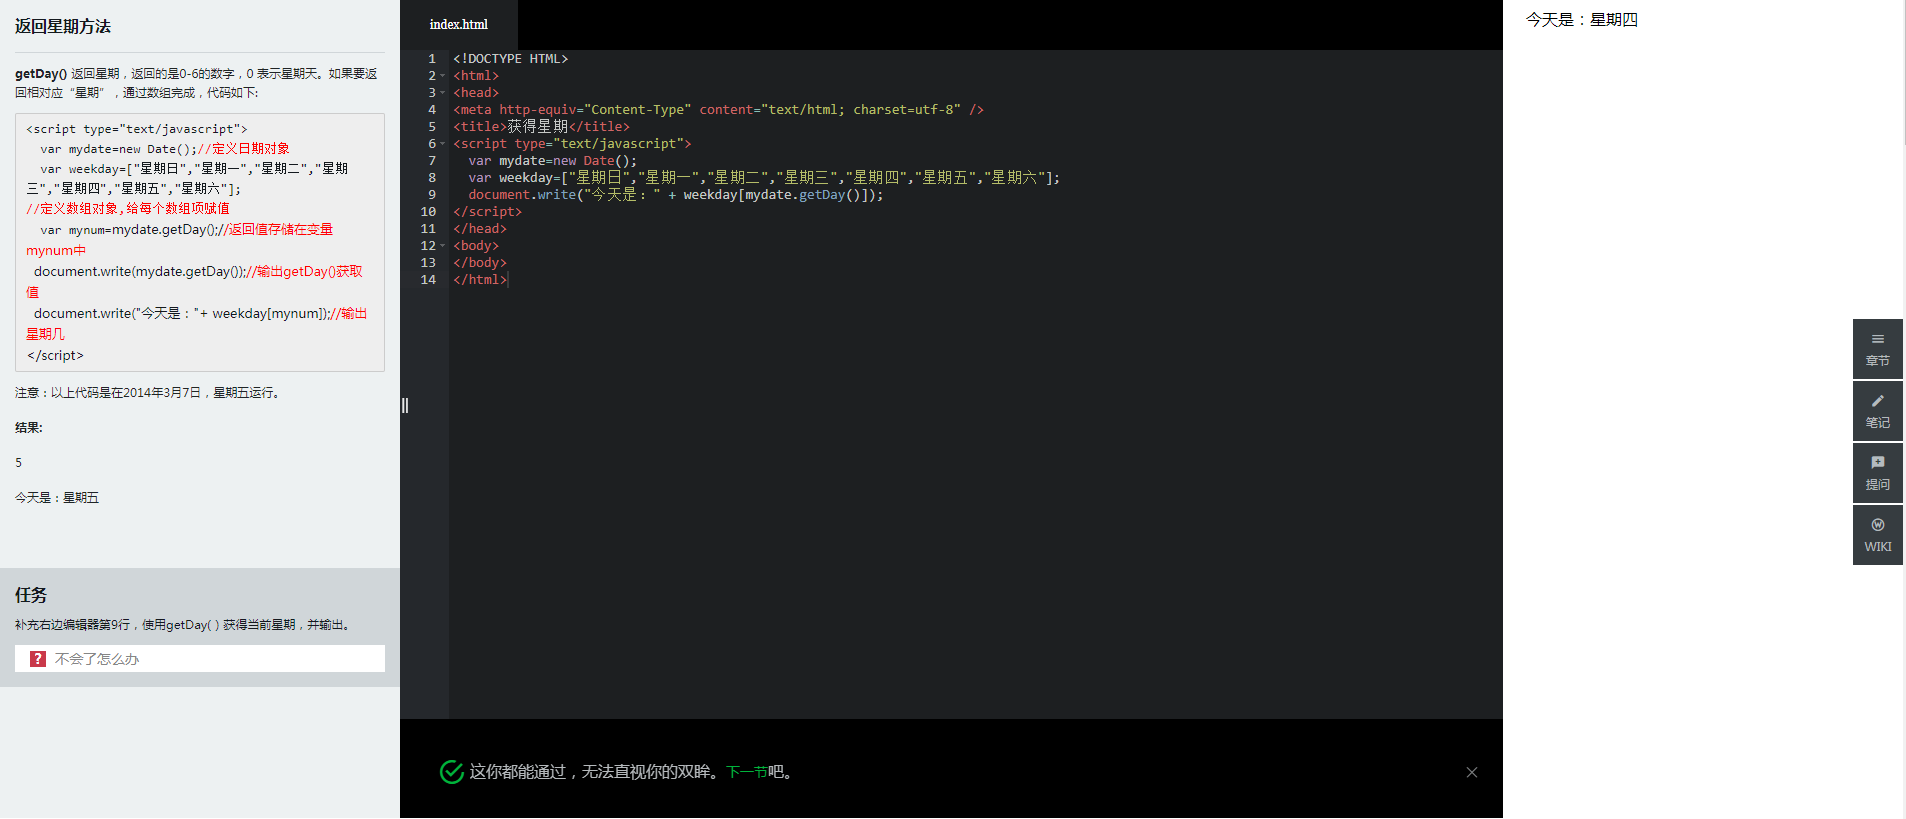 返回星期方法
getDay() 返回星期，返回的是0-6的数字，0 表示星期天。如果要返
回相对应“星期”，通过数组完成，代码如下:
<script type="text/javascript">
  var mydate=new Date();//定义日期对象
  var weekday=["星期日","星期一","星期二","星期
三","星期四","星期五","星期六"];
//定义数组对象,给每个数组项赋值
  var mynum=mydate.getDay();//返回值存储在变量
mynum中
  document.write(mydate.getDay());//输出getDay()获取
值
  document.write("今天是："+ weekday[mynum]);//输出
星期几
</script>
注意：以上代码是在2014年3月7日，星期五运行。
结果:
5
今天是：星期五
任务
补充右边编辑器第9行，使用getDay( ) 获得当前星期，并输出。
? 不会了怎么办
index.html
1 <!DOCTYPE HTML>
2 <html>
3 <head>
4 <meta http-equiv="Content-Type" content="text/html; charset=utf-8" />
5 <title>获得星期</title>
6 <script type="text/javascript">
7   var mydate=new Date();
8   var weekday=["星期日","星期一","星期二","星期三","星期四","星期五","星期六"];
9   document.write("今天是：" + weekday[mydate.getDay()]);
10 </script>
11 </head>
12 <body>
13 </body>
14 </html>
这你都能通过，无法直视你的双眸。下一节吧。
今天是：星期四
章节
笔记
提问
WIKI